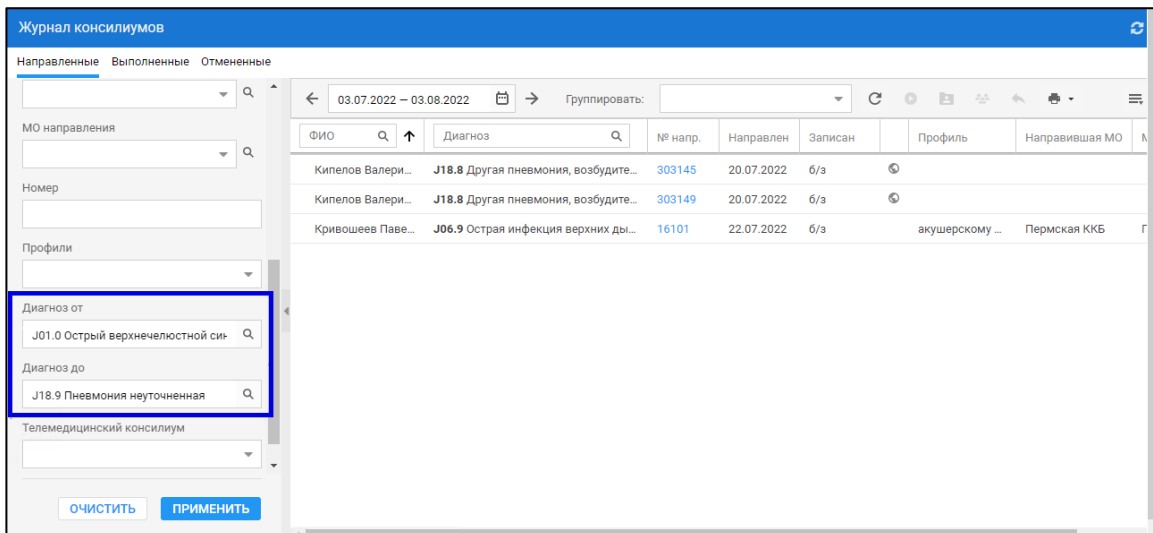 Журнал консилиумов
Направленные Выполненные Отмененные
МО направления
Номер
Профили
Диагноз от
J01.0 Острый верхнечелюстной син
Диагноз до
J18.9 Пневмония неуточненная
Телемедицинский консилиум
ОЧИСТИТЬ ПРИМЕНИТЬ
03.07.2022 — 03.08.2022 Группировать:
ФИО Диагноз № напр. Направлен Записан Профиль Направившая МО
Кипелов Валери... J18.8 Другая пневмония, возбудите... 303145 20.07.2022 б/з
Кипелов Валери... J18.8 Другая пневмония, возбудите... 303149 20.07.2022 б/з
Кривошеев Паве... J06.9 Острая инфекция верхних ды... 16101 22.07.2022 б/з акушерскому ... Пермская ККБ